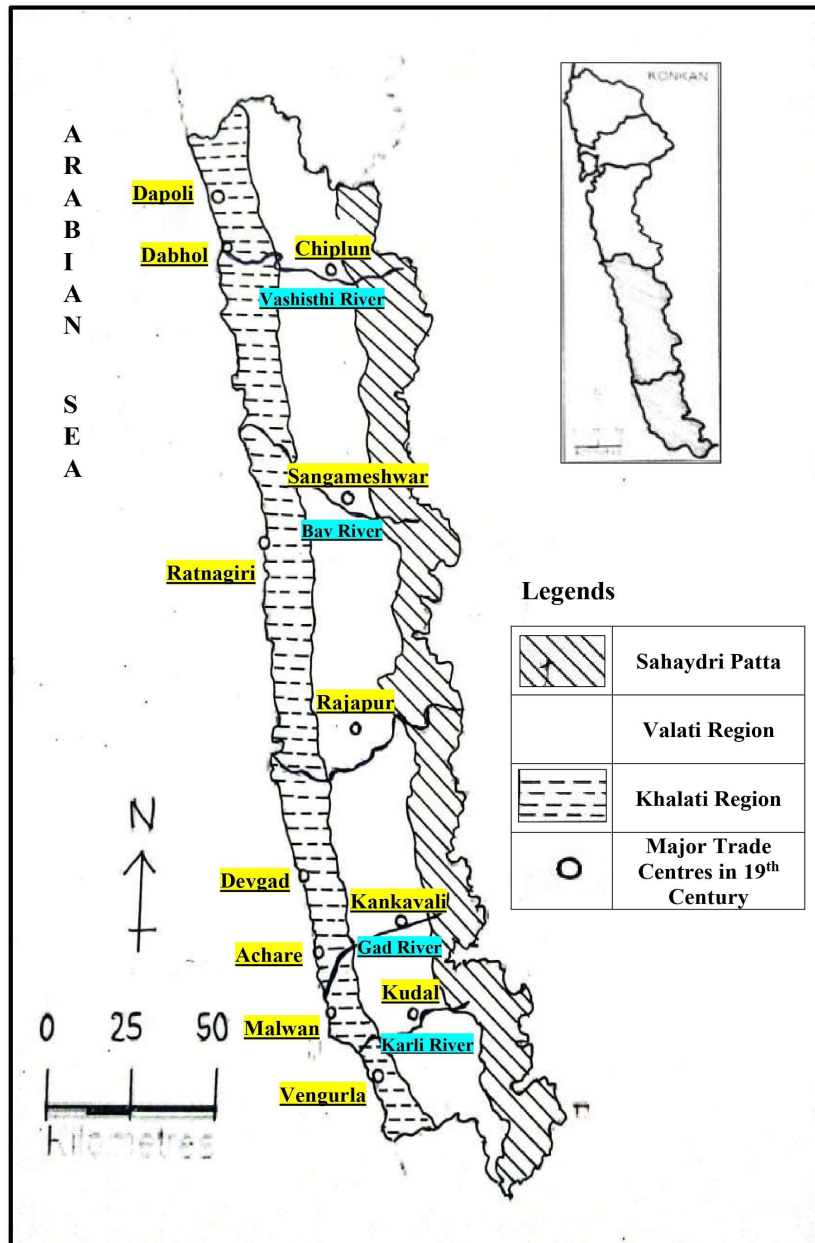 KONKAN
A
R
A
B
I
A
N
S
E
A
Dapoli
Dabhol
Chiplun
Vashisthi River
Sangameshwar
Bav River
Ratnagiri
Legends
Sahaydri Patta
Valati Region
Khalati Region
Major Trade
Centres in 19th
Century
Rajapur
N
Devgad
Kankavali
Achare
Gad River
Kudal
Malwan
Karli River
Vengurla
0 25 50
Kilometres